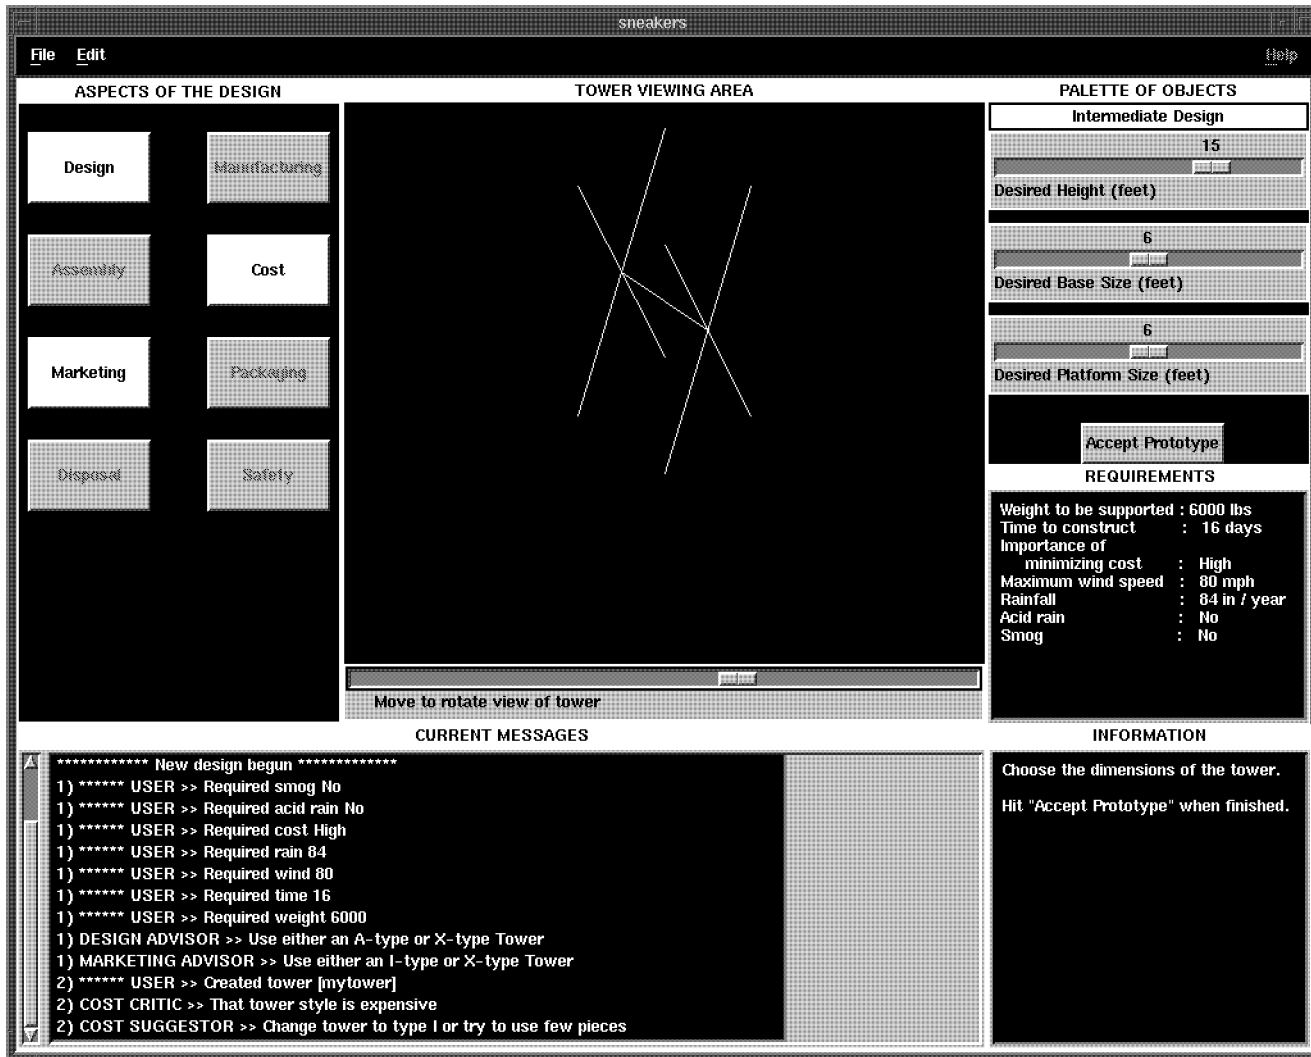 sneakers
File Edit Help
ASPECTS OF THE DESIGN
Design Manufacturing
Assembly Cost
Marketing Packaging
Disposal Safety
TOWER VIEWING AREA
Move to rotate view of tower
PALETTE OF OBJECTS
Intermediate Design
15
Desired Height (feet)
6
Desired Base Size (feet)
6
Desired Platform Size (feet)
Accept Prototype
REQUIREMENTS
Weight to be supported : 6000 lbs
Time to construct : 16 days
Importance of
minimizing cost : High
Maximum wind speed : 80 mph
Rainfall : 84 in / year
Acid rain : No
Smog : No
CURRENT MESSAGES
************ New design begun *************
1) ****** USER >> Required smog No
1) ****** USER >> Required acid rain No
1) ****** USER >> Required cost High
1) ****** USER >> Required rain 84
1) ****** USER >> Required wind 80
1) ****** USER >> Required time 16
1) ****** USER >> Required weight 6000
1) DESIGN ADVISOR >> Use either an A-type or X-type Tower
1) MARKETING ADVISOR >> Use either an I-type or X-type Tower
2) ****** USER >> Created tower [mytower]
2) COST CRITIC >> That tower style is expensive
2) COST SUGGESTOR >> Change tower to type I or try to use few pieces
INFORMATION
Choose the dimensions of the tower.
Hit "Accept Prototype" when finished.